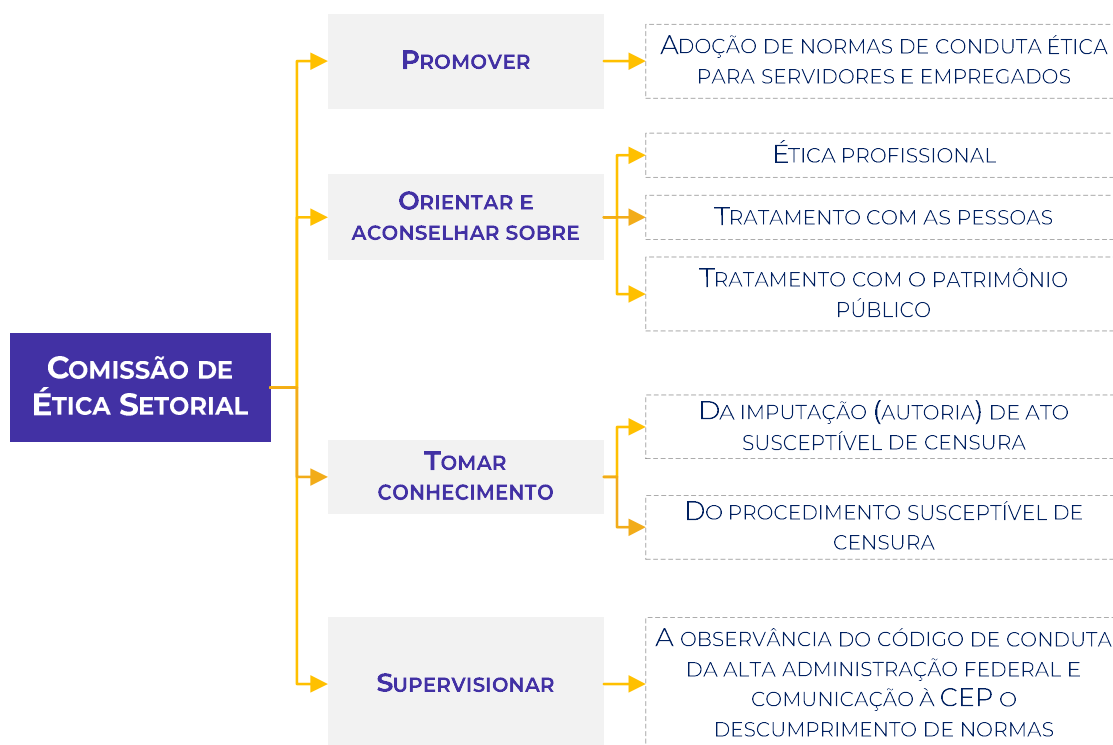 Comissão de
Ética Setorial
Promover
Adoção de normas de conduta ética
para servidores e empregados
Orientar e
aconselhar sobre
Ética profissional
Tratamento com as pessoas
Tratamento com o patrimônio
público
Tomar
conhecimento
Da imputação (autoria) de ato
susceptível de censura
Do procedimento susceptível de
censura
Supervisionar
A observância do código de conduta
da alta administração federal e
comunicação à CEP o
descumprimento de normas